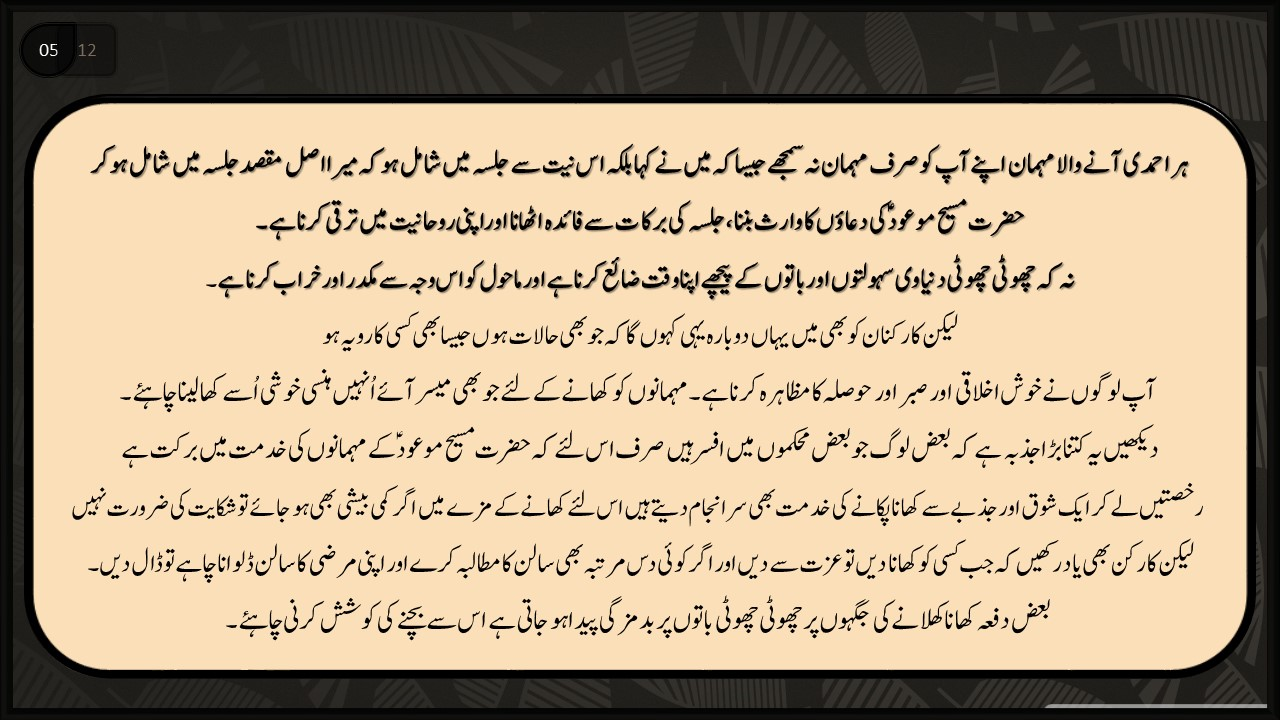 05 12
ہر احمدی آنے والا مہمان اپنے آپ کو صرف مہمان نہ سمجھے جیسا کہ میں نے کہا بلکہ اس نیت سے جلسہ میں شامل ہو کہ میرا اصل مقصد جلسہ میں شامل ہو کر
حضرت مسیح موعودؑ کی دعاؤں کا وارث بننا، جلسہ کی برکات سے فائدہ اٹھانا اور اپنی روحانیت میں ترقی کرنا ہے۔
نہ کہ چھوٹی چھوٹی دنیاوی سہولتوں اور باتوں کے پیچھے اپنا وقت ضائع کرنا ہے اور ماحول کو اس وجہ سے مکدر اور خراب کرنا ہے۔
لیکن کارکنان کو بھی میں یہاں دوبارہ یہی کہوں گا کہ جو بھی حالات ہوں جیسا بھی کسی کا رویہ ہو
آپ لوگوں نے خوش اخلاقی اور صبر اور حوصلہ کا مظاہرہ کرنا ہے۔ مہمانوں کو کھانے کے لئے جو بھی میسر آئے اُنہیں ہنسی خوشی اُسے کھا لینا چاہئے۔
دیکھیں یہ کتنا بڑا جذبہ ہے کہ بعض لوگ جو بعض محکموں میں افسر ہیں صرف اس لئے کہ حضرت مسیح موعودؑ کے مہمانوں کی خدمت میں برکت ہے
رخصتیں لے کر ایک شوق اور جذبے سے کھانا پکانے کی خدمت بھی سرانجام دیتے ہیں اس لئے کھانے کے مزے میں اگر کمی بیشی بھی ہو جائے تو شکایت کی ضرورت نہیں
لیکن کارکن بھی یاد رکھیں کہ جب کسی کو کھانا دیں تو عزت سے دیں اور اگر کوئی دس مرتبہ بھی سالن کا مطالبہ کرے اور اپنی مرضی کا سالن ڈلوانا چاہے تو ڈال دیں۔
بعض دفعہ کھانا کھلانے کی جگہوں پر چھوٹی چھوٹی باتوں پر بدمزگی پیدا ہو جاتی ہے اس سے بچنے کی کوشش کرنی چاہئے۔